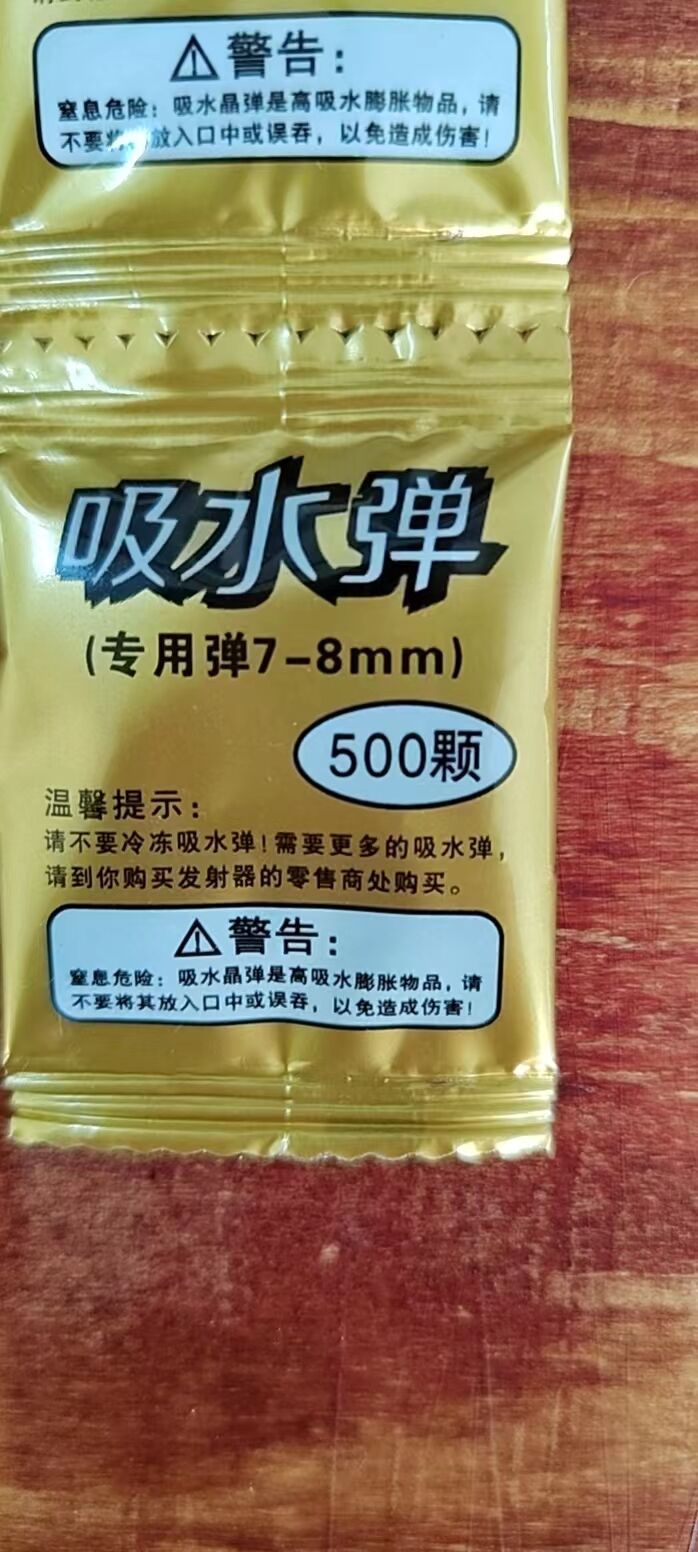 警告:
窒息危险:吸水晶弹是高吸水膨胀物品,请
不要将其放入口中或误吞,以免造成伤害!
吸水弹
(专用弹7-8mm)
500颗
温馨提示:
请不要冷冻吸水弹!需要更多的吸水弹,
请到你购买发射器的零售商处购买。
警告:
窒息危险:吸水晶弹是高吸水膨胀物品,请
不要将其放入口中或误吞,以免造成伤害!